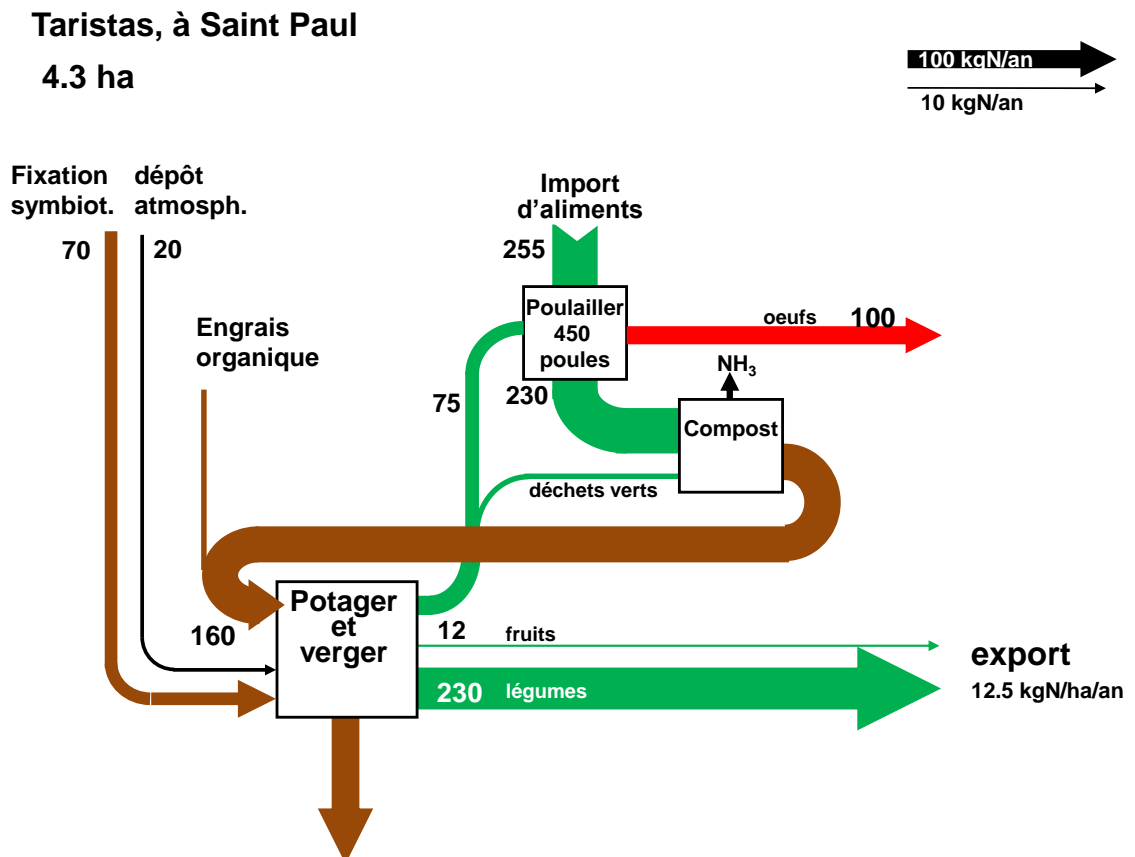 Taristas, à Saint Paul
4.3 ha
100 kgN/an
10 kgN/an
Fixation
symbiot.
dépôt
atmosph.
70
20
Import
d'aliments
255
Engrais
organique
Poulailler
450
poules
oeufs
100
NH₃
75
230
Compost
déchets verts
160
Potager
et
verger
12
fruits
230
légumes
export
12.5 kgN/ha/an